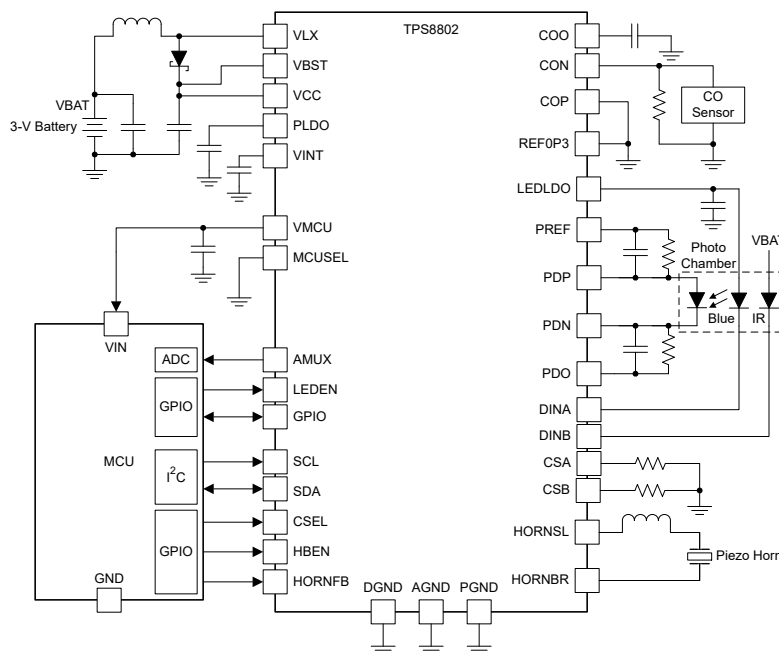 TPS8802
VLX
VBST
VCC
PLDO
VINT
VMCU
MCUSEL
AMUX
LEDEN
GPIO
SCL
SDA
CSEL
HBEN
HORNFB
DGND
AGND
PGND
COO
CON
COP
REF0P3
LEDLDO
PREF
PDP
PDN
PDO
DINA
DINB
CSA
CSB
HORNSL
HORNBR
VBAT
3-V Battery
VIN
ADC
GPIO
MCU
I2C
GPIO
GND
CO
Sensor
Photo
Chamber
VBAT
Blue
IR
Piezo Horn